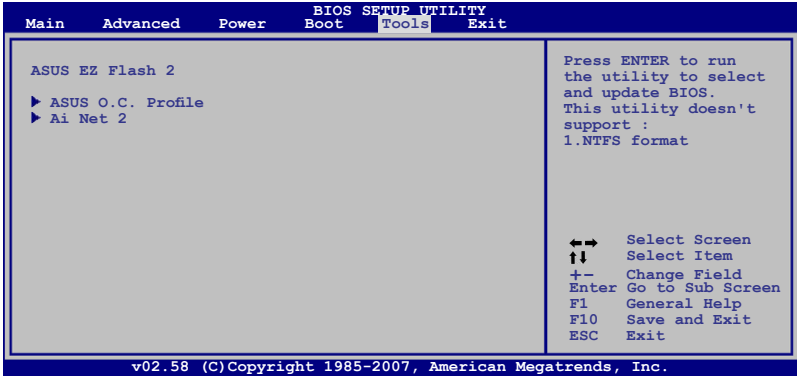 BIOS SETUP UTILITY
Main Advanced Power Boot Tools Exit
ASUS EZ Flash 2
ASUS O.C. Profile
Ai Net 2
Press ENTER to run
the utility to select
and update BIOS.
This utility doesn't
support :
1.NTFS format
←→ Select Screen
↑↓ Select Item
+- Change Field
Enter Go to Sub Screen
F1 General Help
F10 Save and Exit
ESC Exit
v02.58 (C)Copyright 1985-2007, American Megatrends, Inc.